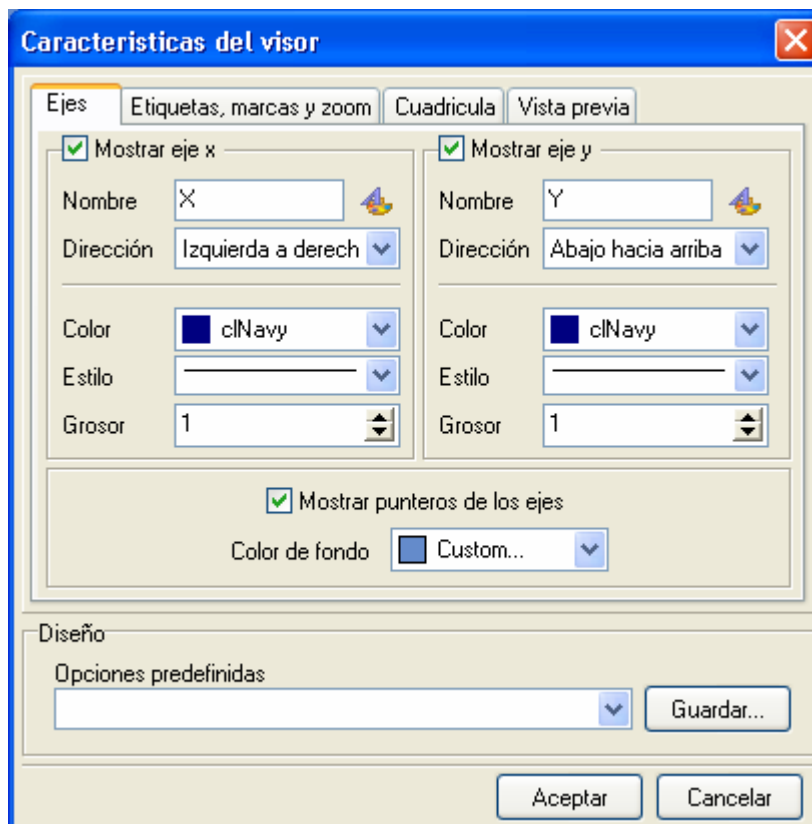 Caracteristicas del visor
Ejes Etiquetas, marcas y zoom Cuadricula Vista previa
Mostrar eje x
Nombre X
Dirección Izquierda a derech
Color clNavy
Estilo
Grosor 1
Mostrar eje y
Nombre Y
Dirección Abajo hacia arriba
Color clNavy
Estilo
Grosor 1
Mostrar punteros de los ejes
Color de fondo Custom...
Diseño
Opciones predefinidas
Guardar...
Aceptar Cancelar